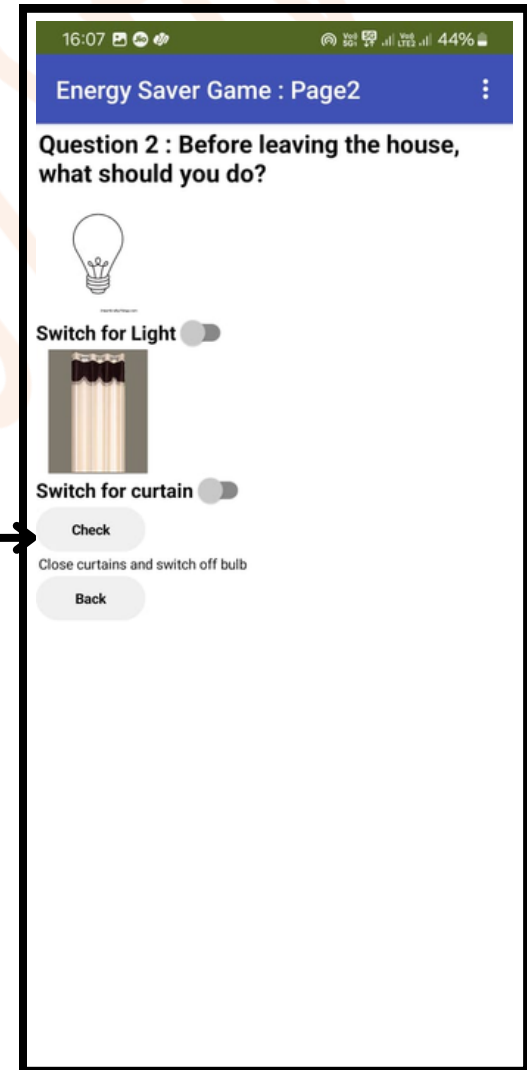 16:07 44%
Energy Saver Game : Page2
Question 2 : Before leaving the house,
what should you do?
Switch for Light
Switch for curtain
Check
Close curtains and switch off bulb
Back